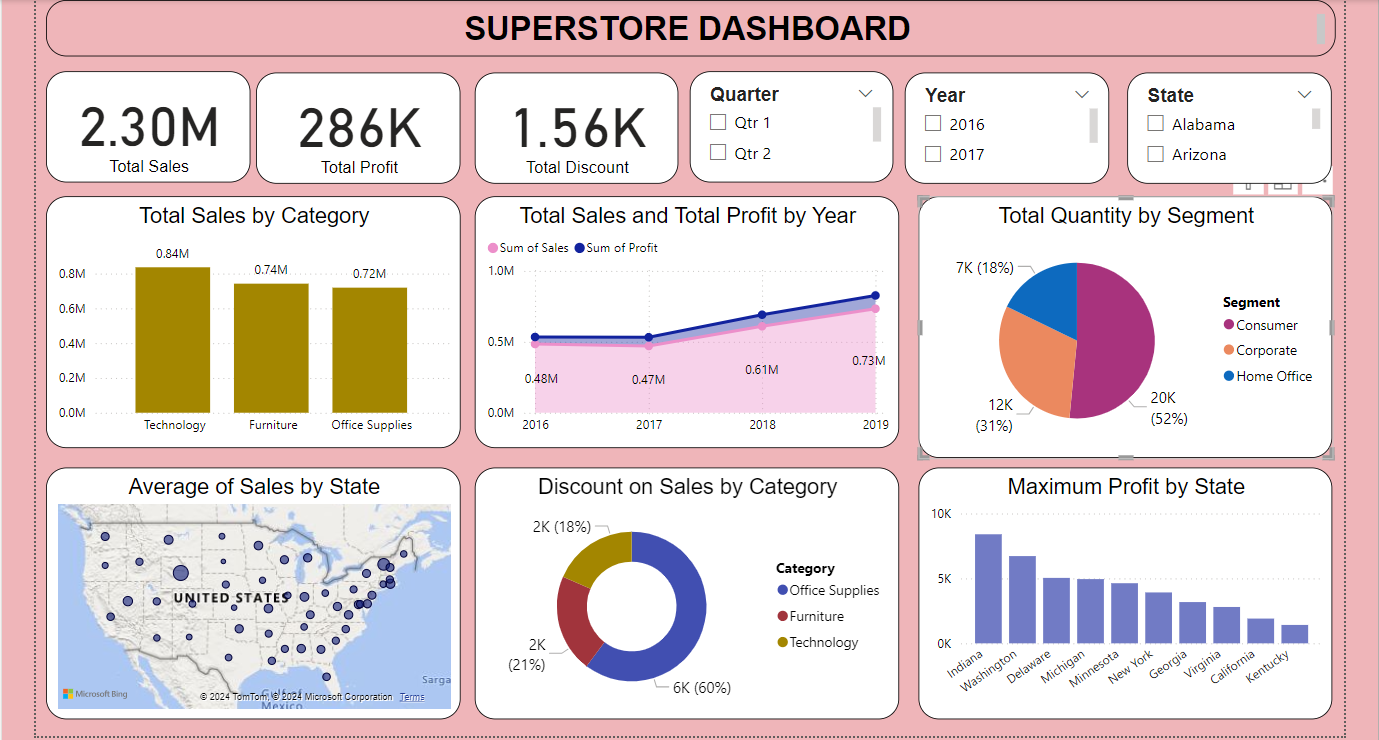 SUPERSTORE DASHBOARD
2.30M
Total Sales
286K
Total Profit
1.56K
Total Discount
Quarter
Qtr 1
Qtr 2
Year
2016
2017
State
Alabama
Arizona
Total Sales by Category
0.8M
0.6M
0.4M
0.2M
0.0M
0.84M
0.74M
0.72M
Technology
Furniture
Office Supplies
Total Sales and Total Profit by Year
Sum of Sales
Sum of Profit
1.0M
0.5M
0.0M
0.48M
0.47M
0.61M
0.73M
2016
2017
2018
2019
Total Quantity by Segment
7K (18%)
12K
(31%)
20K
(52%)
Segment
Consumer
Corporate
Home Office
Average of Sales by State
UNITED STATES
Sarga
Gulf of
Mexico
Microsoft Bing
© 2024 TomTom, © 2024 Microsoft Corporation
Terms
Discount on Sales by Category
2K (18%)
2K
(21%)
6K (60%)
Category
Office Supplies
Furniture
Technology
Maximum Profit by State
10K
5K
0K
Indiana
Washington
Delaware
Michigan
Minnesota
New York
Georgia
Virginia
California
Kentucky